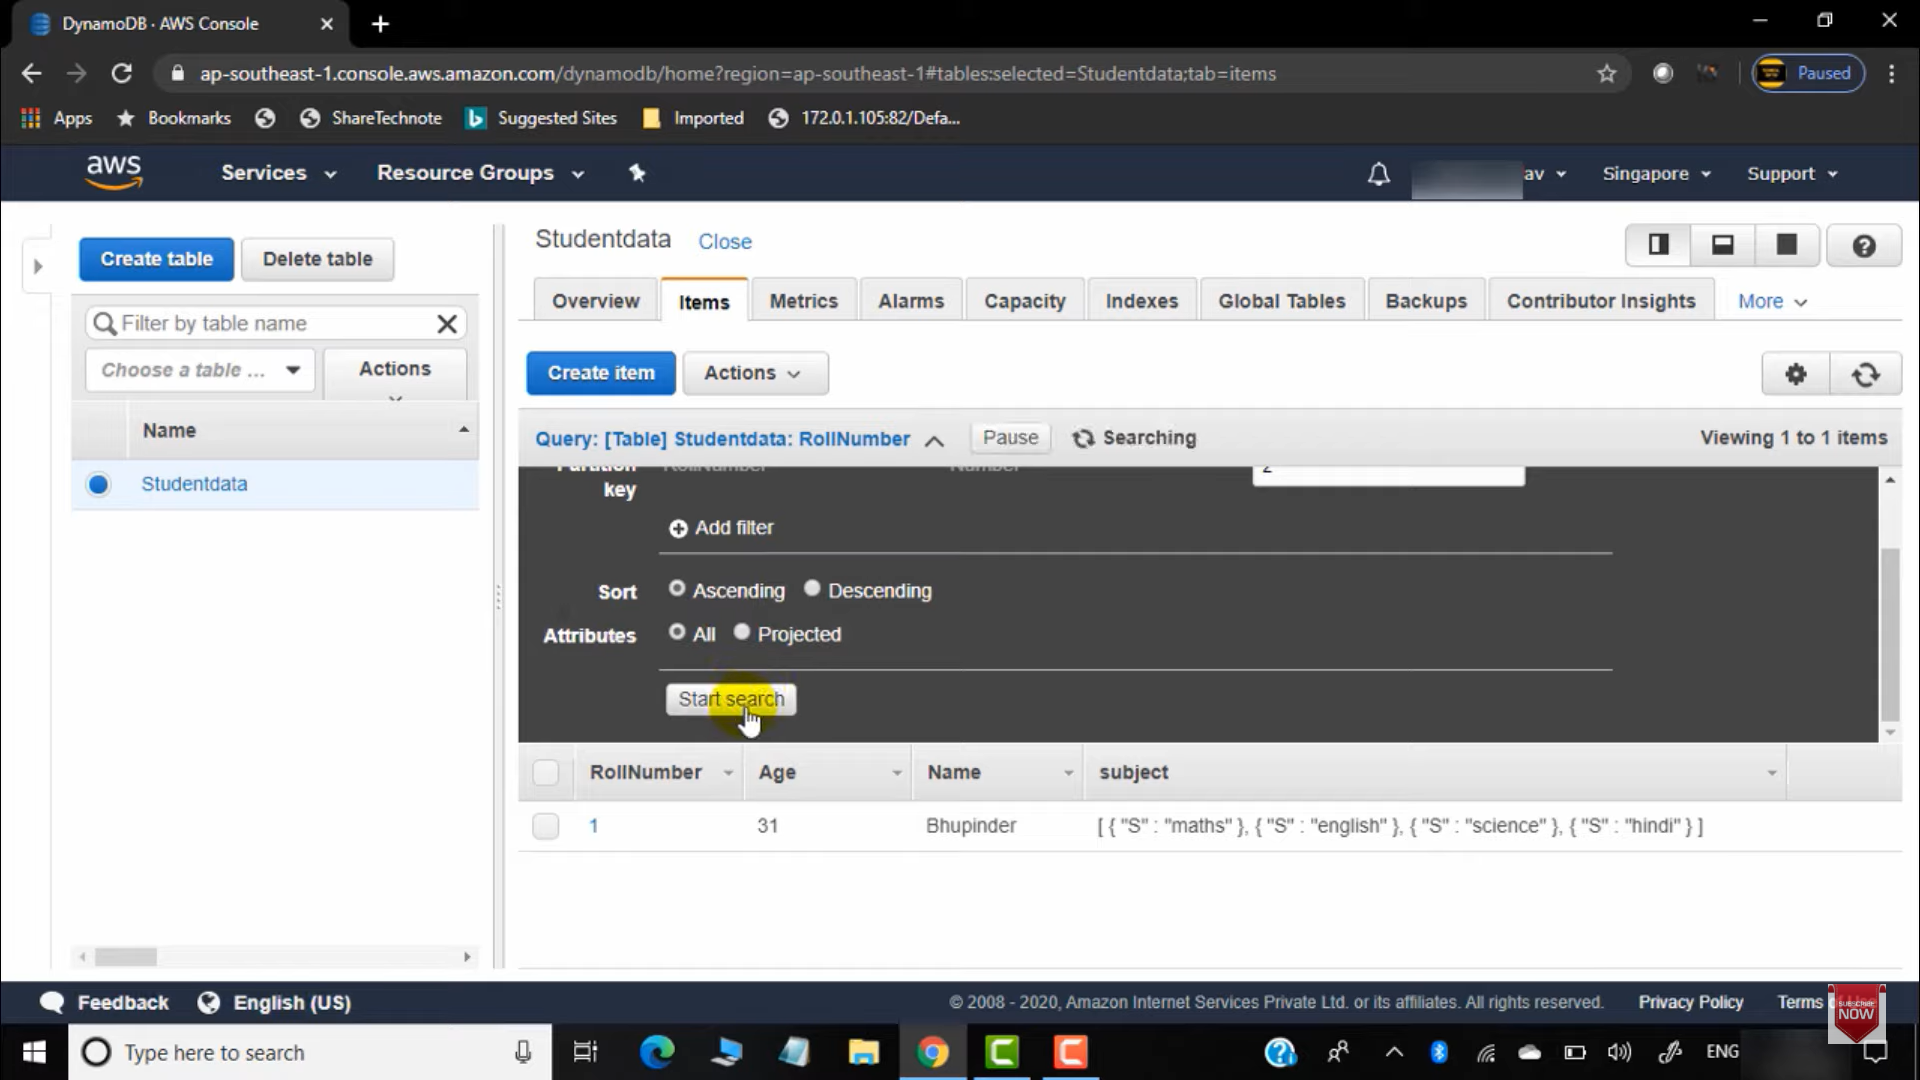 DynamoDB · AWS Console
ap-southeast-1.console.aws.amazon.com/dynamodb/home?region=ap-southeast-1#tables:selected=Studentdata;tab=items
Paused
Apps
Bookmarks
ShareTechnote
Suggested Sites
Imported
172.0.1.105:82/Defa...
aws
Services
Resource Groups
av
Singapore
Support
Create table
Delete table
Filter by table name
Choose a table ...
Actions
Name
Studentdata
Studentdata
Close
Overview
Items
Metrics
Alarms
Capacity
Indexes
Global Tables
Backups
Contributor Insights
More
Create item
Actions
Query: [Table] Studentdata: RollNumber
Pause
Searching
Viewing 1 to 1 items
Partition key
RollNumber
Number
2
Add filter
Sort
Ascending
Descending
Attributes
All
Projected
Start search
RollNumber
Age
Name
subject
1
31
Bhupinder
[ { "S" : "maths" }, { "S" : "english" }, { "S" : "science" }, { "S" : "hindi" } ]
Feedback
English (US)
© 2008 - 2020, Amazon Internet Services Private Ltd. or its affiliates. All rights reserved.
Privacy Policy
Terms
SUBSCRIBE
NOW
Type here to search
ENG